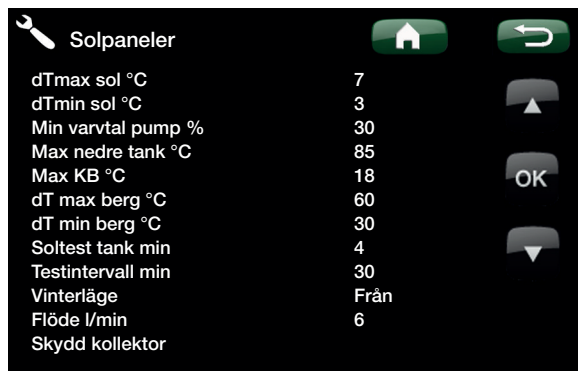 Solpaneler
dTmax sol °C 7
dTmin sol °C 3
Min varvtal pump % 30
Max nedre tank °C 85
Max KB °C 18
dT max berg °C 60
dT min berg °C 30
Soltest tank min 4
Testintervall min 30
Vinterläge Från
Flöde l/min 6
Skydd kollektor
OK